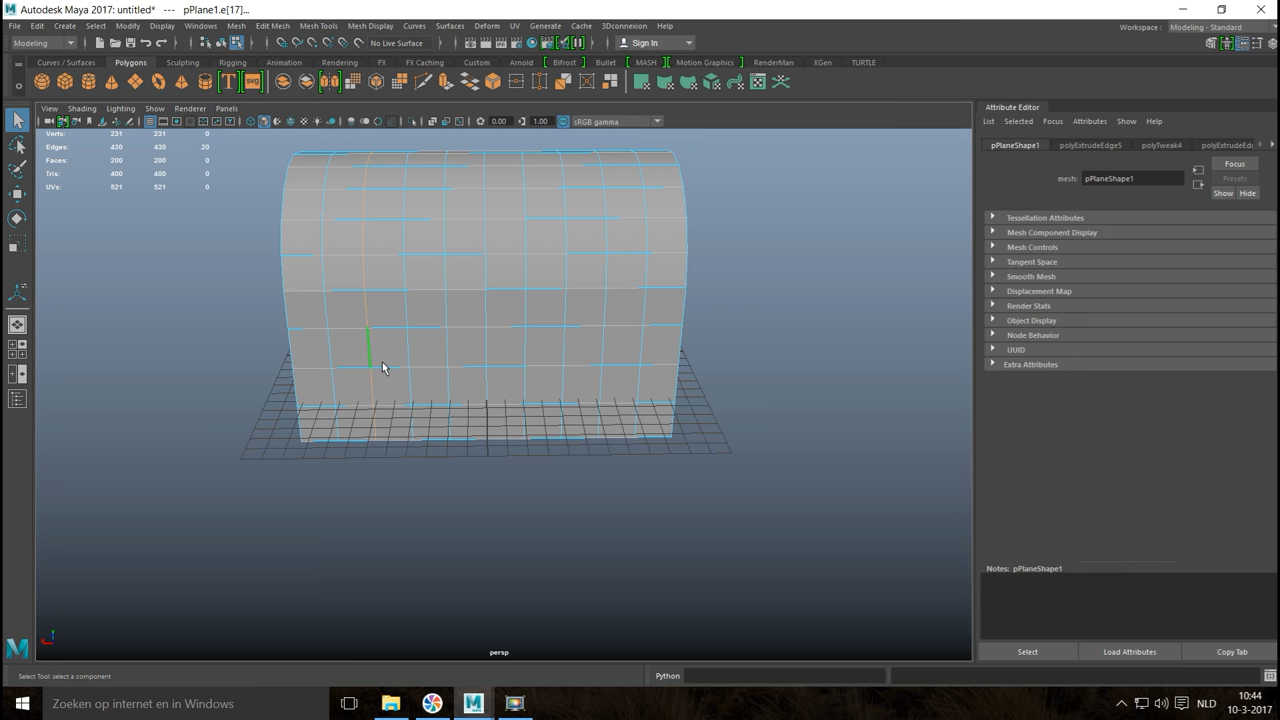 Autodesk Maya 2017: untitled* --- pPlane1.e[17]...
File Edit Create Select Modify Display Windows Mesh Edit Mesh Mesh Tools Mesh Display Curves Surfaces Deform UV Generate Cache 3Dconnexion Help
Workspace : Modeling - Standard
Modeling No Live Surface Sign In
Curves / Surfaces Polygons Sculpting Rigging Animation Rendering FX FX Caching Custom Arnold Bifrost Bullet MASH Motion Graphics RenderMan XGen TURTLE
View Shading Lighting Show Renderer Panels
0.00 1.00 sRGB gamma
Verts: 231 231 0
Edges: 430 430 20
Faces: 200 200 0
Tris: 400 400 0
UVs: 521 521 0
persp
Attribute Editor
List Selected Focus Attributes Show Help
pPlaneShape1 polyExtrudeEdge5 polyTweak4 polyExtrudeEd
Focus
mesh: pPlaneShape1 Presets
Show Hide
Tessellation Attributes
Mesh Component Display
Mesh Controls
Tangent Space
Smooth Mesh
Displacement Map
Render Stats
Object Display
Node Behavior
UUID
Extra Attributes
Notes: pPlaneShape1
Select Load Attributes Copy Tab
Select Tool: select a component
Python
Zoeken op internet en in Windows
NLD
10:44
10-3-2017